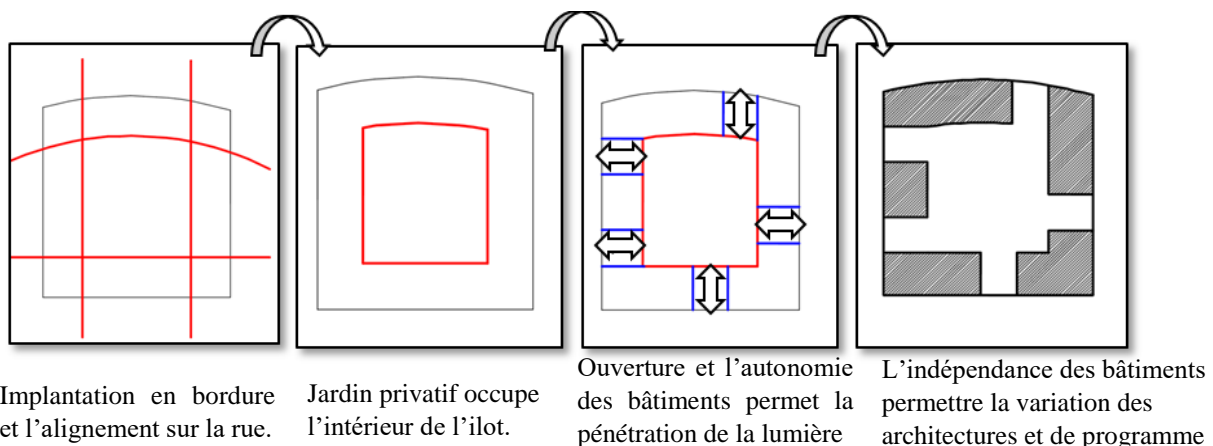 Implantation en bordure
et l'alignement sur la rue.
Jardin privatif occupe
l'intérieur de l'ilot.
Ouverture et l'autonomie
des bâtiments permet la
pénétration de la lumière
L'indépendance des bâtiments
permettre la variation des
architectures et de programme